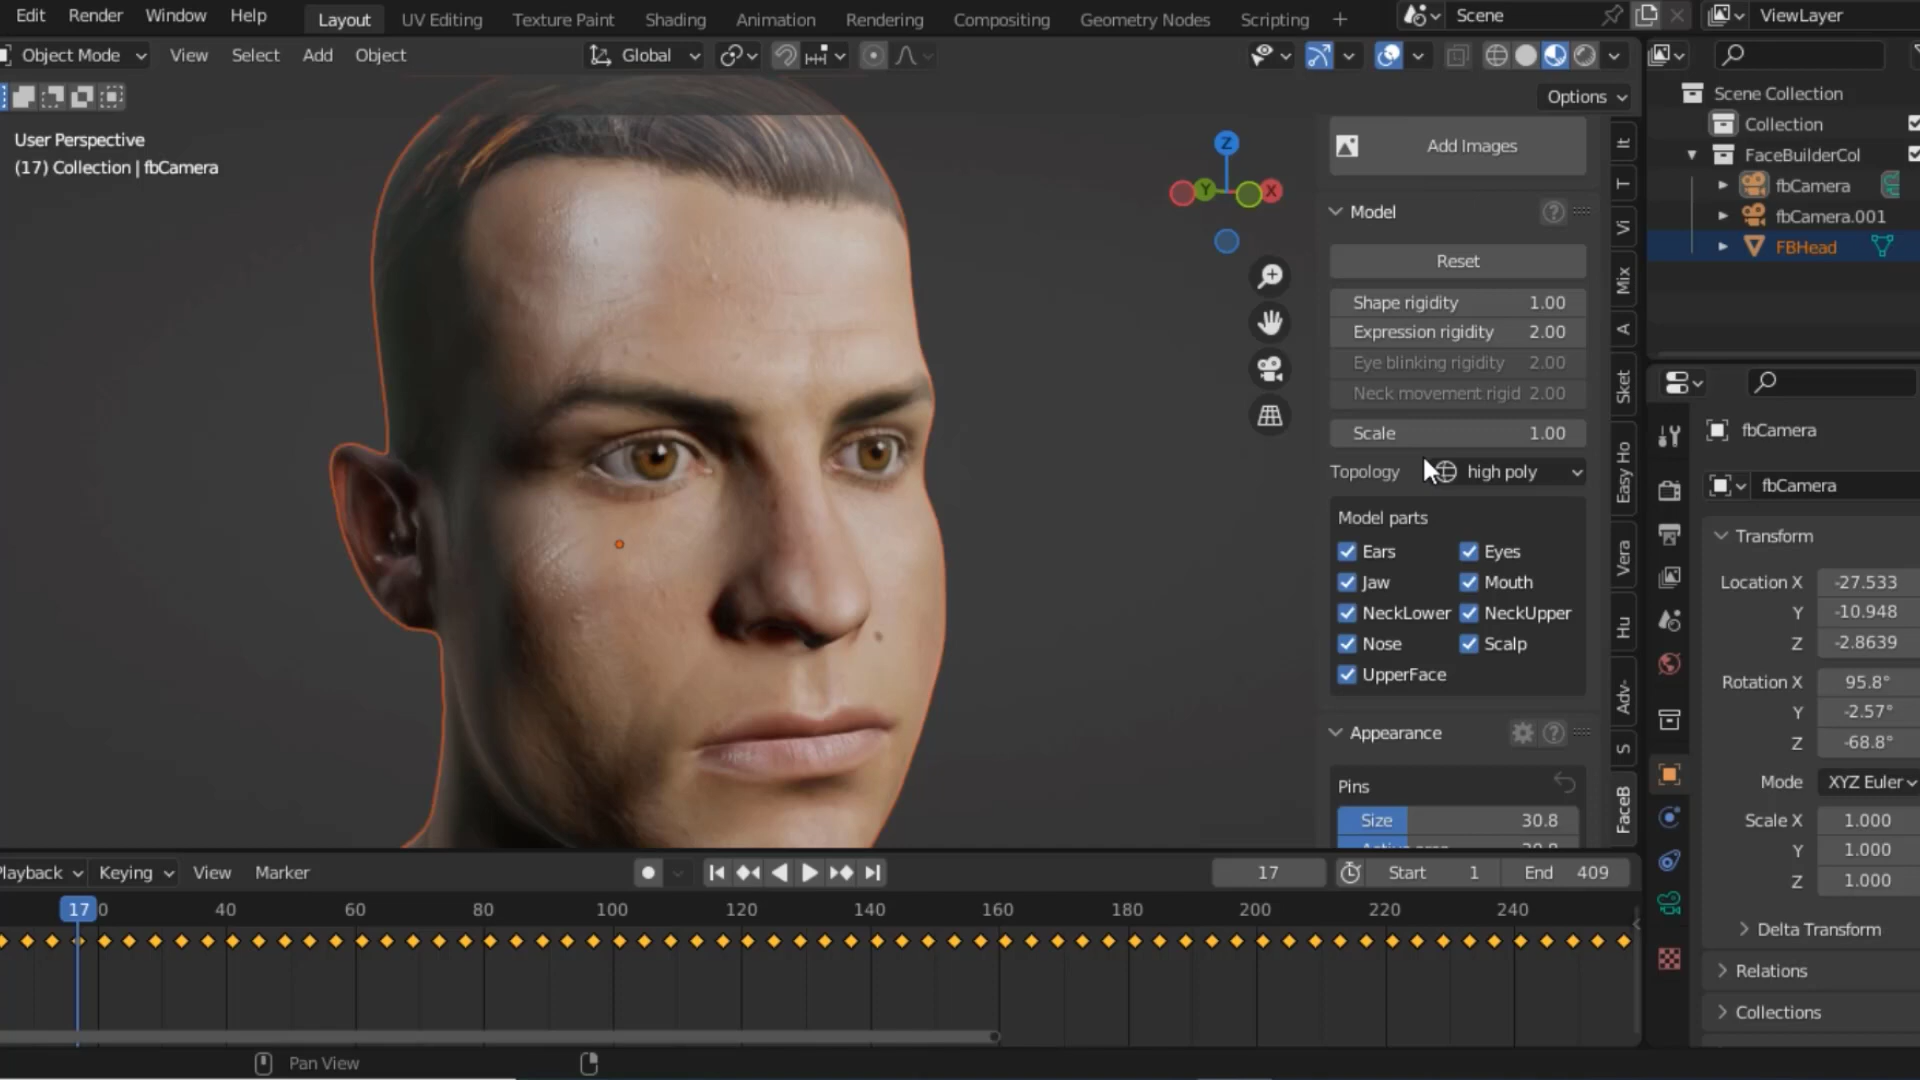 Edit Render Window Help Layout UV Editing Texture Paint Shading Animation Rendering Compositing Geometry Nodes Scripting + Scene ViewLayer
Object Mode View Select Add Object Global
Options
User Perspective
(17) Collection | fbCamera
Z
Y
X
Add Images
Model
Reset
Shape rigidity 1.00
Expression rigidity 2.00
Eye blinking rigidity 2.00
Neck movement rigid 2.00
Scale 1.00
Topology high poly
Model parts
Ears Eyes
Jaw Mouth
NeckLower NeckUpper
Nose Scalp
UpperFace
Appearance
Pins
Size 30.8
It
T
Vi
Mix
A
Sket
Easy Ho
Vera
Hu
Adv-
S
FaceB
Scene Collection
Collection
FaceBuilderCol
fbCamera
fbCamera.001
FBHead
fbCamera
fbCamera
Transform
Location X -27.533
Y -10.948
Z -2.8639
Rotation X 95.8°
Y -2.57°
Z -68.8°
Mode XYZ Euler
Scale X 1.000
Y 1.000
Z 1.000
Delta Transform
Relations
Collections
Playback Keying View Marker 17 Start 1 End 409
17 0 40 60 80 100 120 140 160 180 200 220 240
Pan View